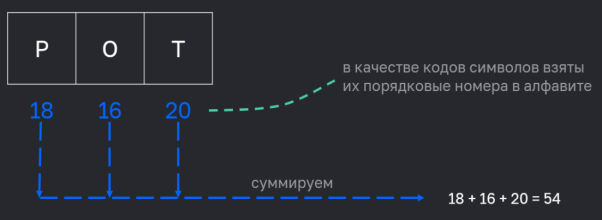 Р О Т
18 16 20
в качестве кодов символов взяты
их порядковые номера в алфавите
суммируем
18 + 16 + 20 = 54